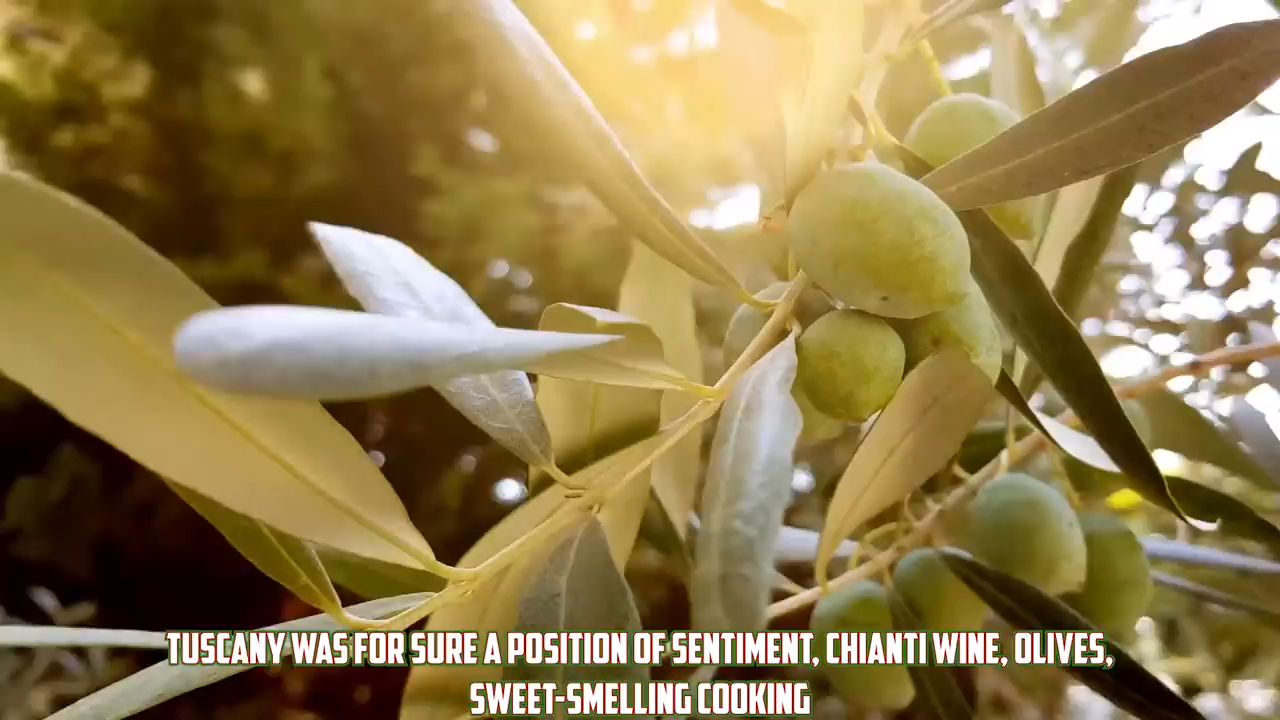 TUSCANY WAS FOR SURE A POSITION OF SENTIMENT, CHIANTI WINE, OLIVES,
SWEET-SMELLING COOKING